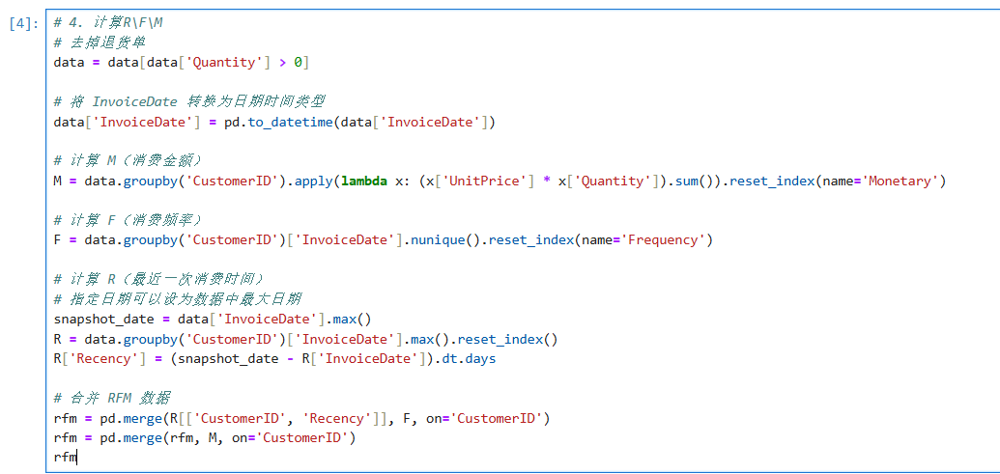 [4]:
# 4. 计算R\F\M
# 去掉退货单
data = data[data['Quantity'] > 0]
# 将 InvoiceDate 转换为日期时间类型
data['InvoiceDate'] = pd.to_datetime(data['InvoiceDate'])
# 计算 M（消费金额）
M = data.groupby('CustomerID').apply(lambda x: (x['UnitPrice'] * x['Quantity']).sum()).reset_index(name='Monetary')
# 计算 F（消费频率）
F = data.groupby('CustomerID')['InvoiceDate'].nunique().reset_index(name='Frequency')
# 计算 R（最近一次消费时间）
# 指定日期可以设为数据中最大日期
snapshot_date = data['InvoiceDate'].max()
R = data.groupby('CustomerID')['InvoiceDate'].max().reset_index()
R['Recency'] = (snapshot_date - R['InvoiceDate']).dt.days
# 合并 RFM 数据
rfm = pd.merge(R[['CustomerID', 'Recency']], F, on='CustomerID')
rfm = pd.merge(rfm, M, on='CustomerID')
rfm